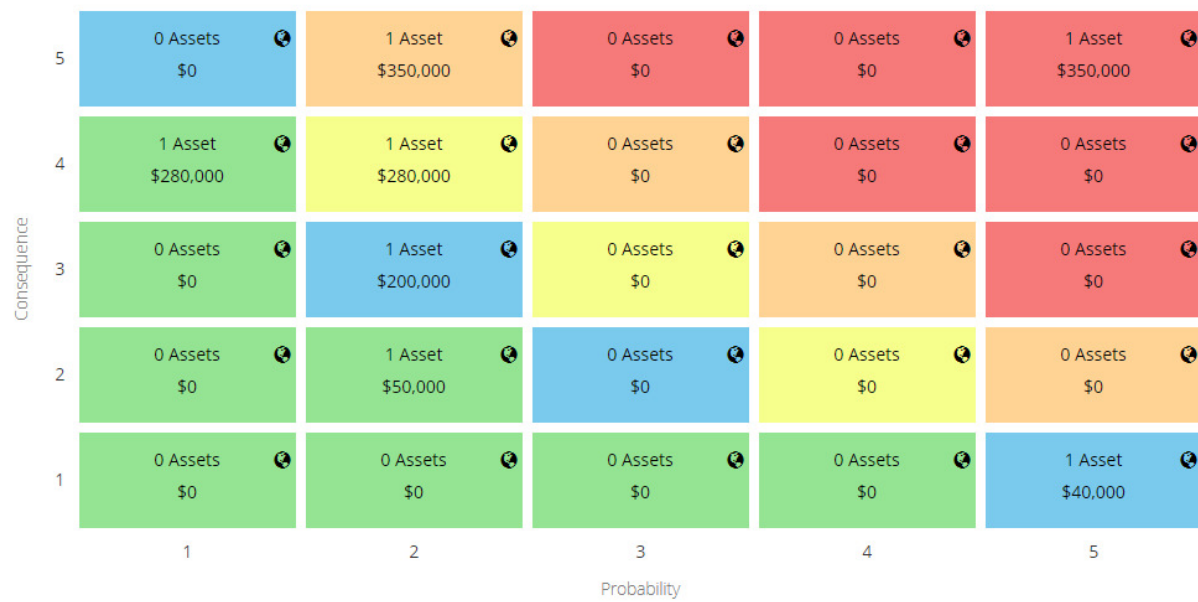 0 Assets
$0
1 Asset
$350,000
0 Assets
$0
0 Assets
$0
1 Asset
$350,000
5
1 Asset
$280,000
1 Asset
$280,000
0 Assets
$0
0 Assets
$0
0 Assets
$0
4
0 Assets
$0
1 Asset
$200,000
0 Assets
$0
0 Assets
$0
0 Assets
$0
3
Consequence
0 Assets
$0
1 Asset
$50,000
0 Assets
$0
0 Assets
$0
0 Assets
$0
2
0 Assets
$0
0 Assets
$0
0 Assets
$0
0 Assets
$0
1 Asset
$40,000
1
1
2
3
4
5
Probability